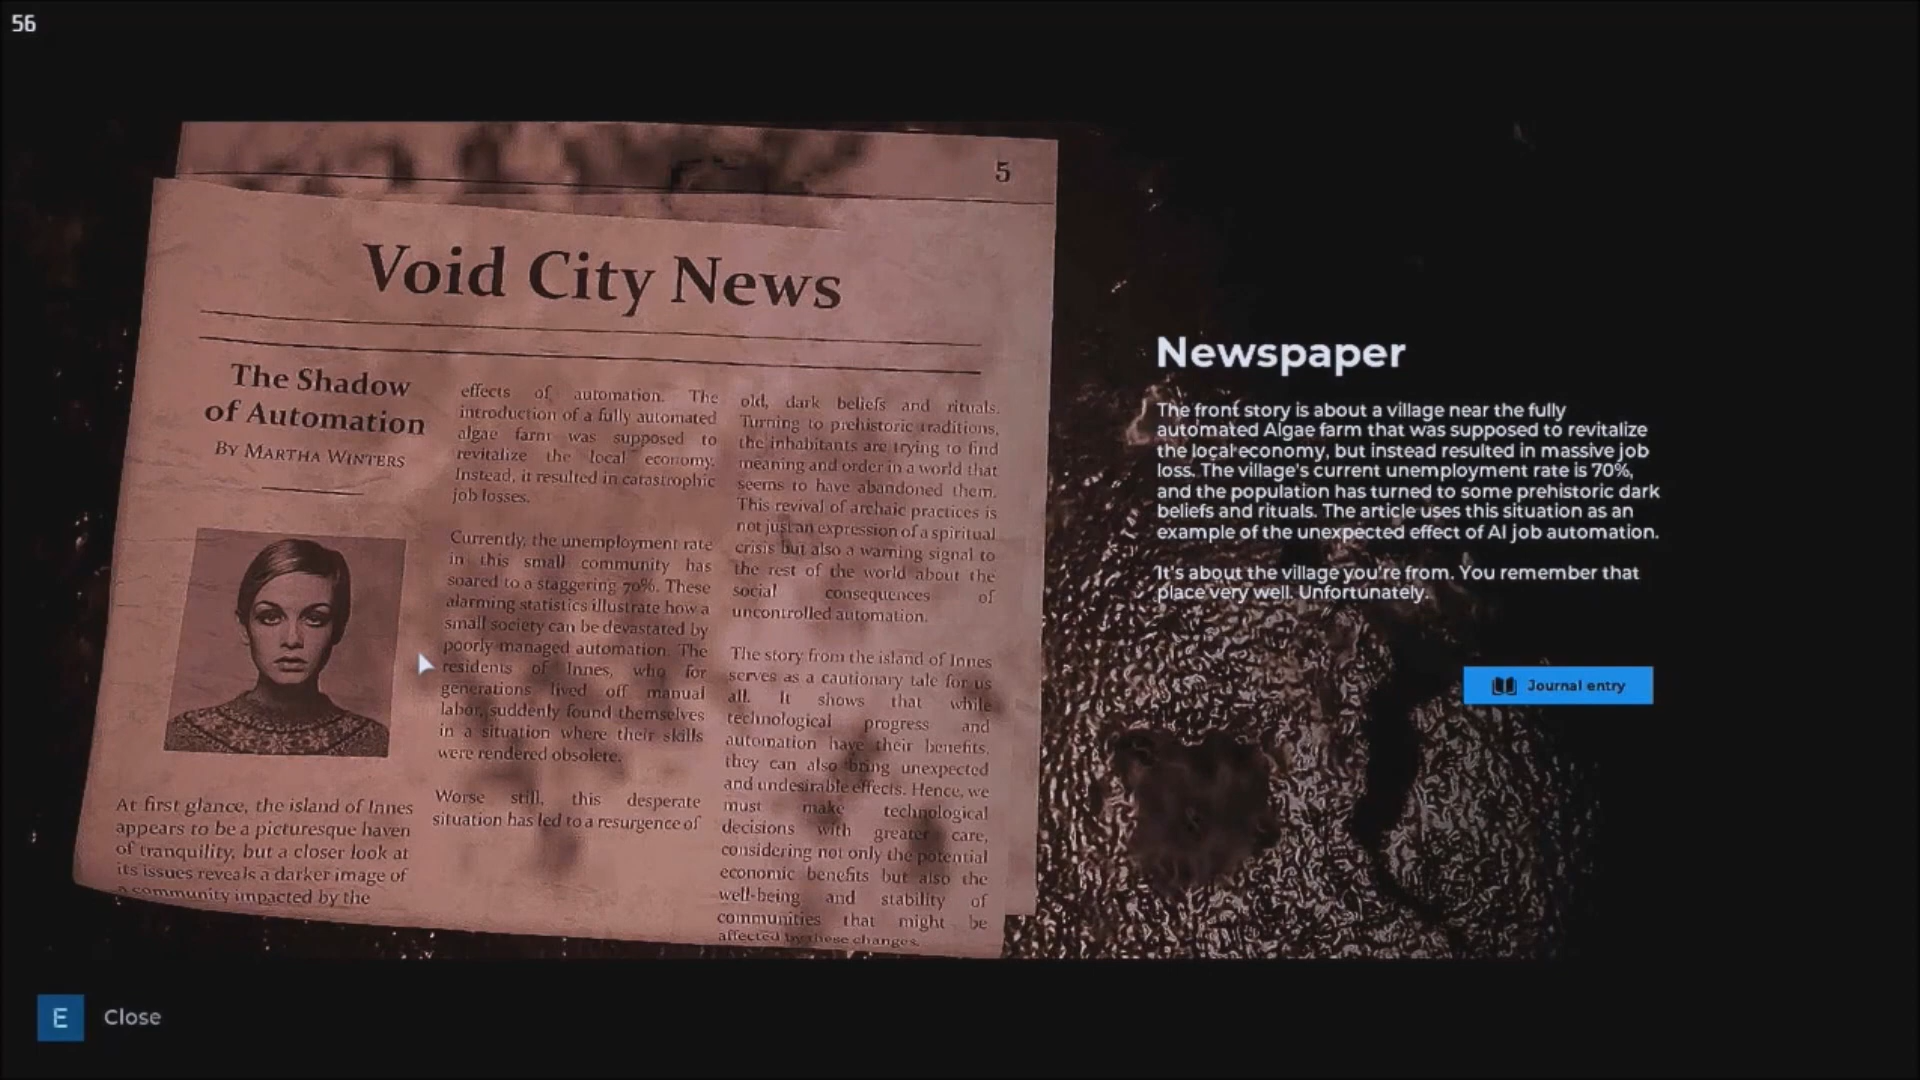 56
5
Void City News
The Shadow
of Automation
By Martha Winters
At first glance, the island of Innes
appears to be a picturesque haven
of tranquility, but a closer look at
its issues reveals a darker image of
a community impacted by the
effects of automation. The
introduction of a fully automated
algae farm was supposed to
revitalize the local economy.
Instead, it resulted in catastrophic
job losses.
Currently, the unemployment rate
in this small community has
soared to a staggering 70%. These
alarming statistics illustrate how a
small society can be devastated by
poorly managed automation. The
residents of Innes, who for
generations lived off manual
labor, suddenly found themselves
in a situation where their skills
were rendered obsolete.
Worse still, this desperate
situation has led to a resurgence of
old, dark beliefs and rituals.
Turning to prehistoric traditions,
the inhabitants are trying to find
meaning and order in a world that
seems to have abandoned them.
This revival of archaic practices is
not just an expression of a spiritual
crisis but also a warning signal to
the rest of the world about the
social consequences of
uncontrolled automation.
The story from the island of Innes
serves as a cautionary tale for us
all. It shows that while
technological progress and
automation have their benefits,
they can also bring unexpected
and undesirable effects. Hence, we
must make technological
decisions with greater care,
considering not only the potential
economic benefits but also the
well-being and stability of
communities that might be
affected by these changes.
Newspaper
The front story is about a village near the fully
automated Algae farm that was supposed to revitalize
the local economy, but instead resulted in massive job
loss. The village's current unemployment rate is 70%,
and the population has turned to some prehistoric dark
beliefs and rituals. The article uses this situation as an
example of the unexpected effect of AI job automation.
It's about the village you're from. You remember that
place very well. Unfortunately.
Journal entry
E Close